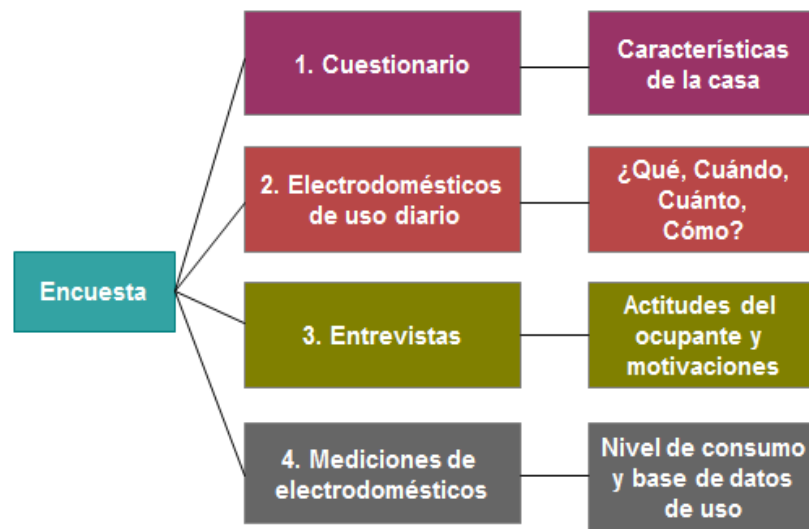 Encuesta
1. Cuestionario
Características
de la casa
2. Electrodomésticos
de uso diario
¿Qué, Cuándo,
Cuánto,
Cómo?
3. Entrevistas
Actitudes del
ocupante y
motivaciones
4. Mediciones de
electrodomésticos
Nivel de consumo
y base de datos
de uso